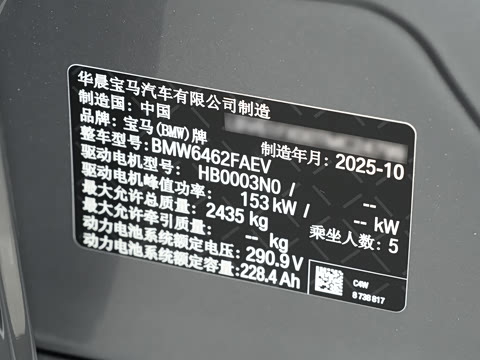 华晨宝马汽车有限公司制造
制造国：中国
品牌：宝马(BMW)牌 制造年月：2025-10
整车型号：BMW6462FAEV
驱动电机型号： HB0003N0 / --
驱动电机峰值功率： 153 kW / -- kW
最大允许总质量： 2435 kg 乘坐人数：5
最大允许牵引质量： -- kg
动力电池系统额定电压：290.9 V
动力电池系统额定容量：228.4 Ah
C4W
8 738 817